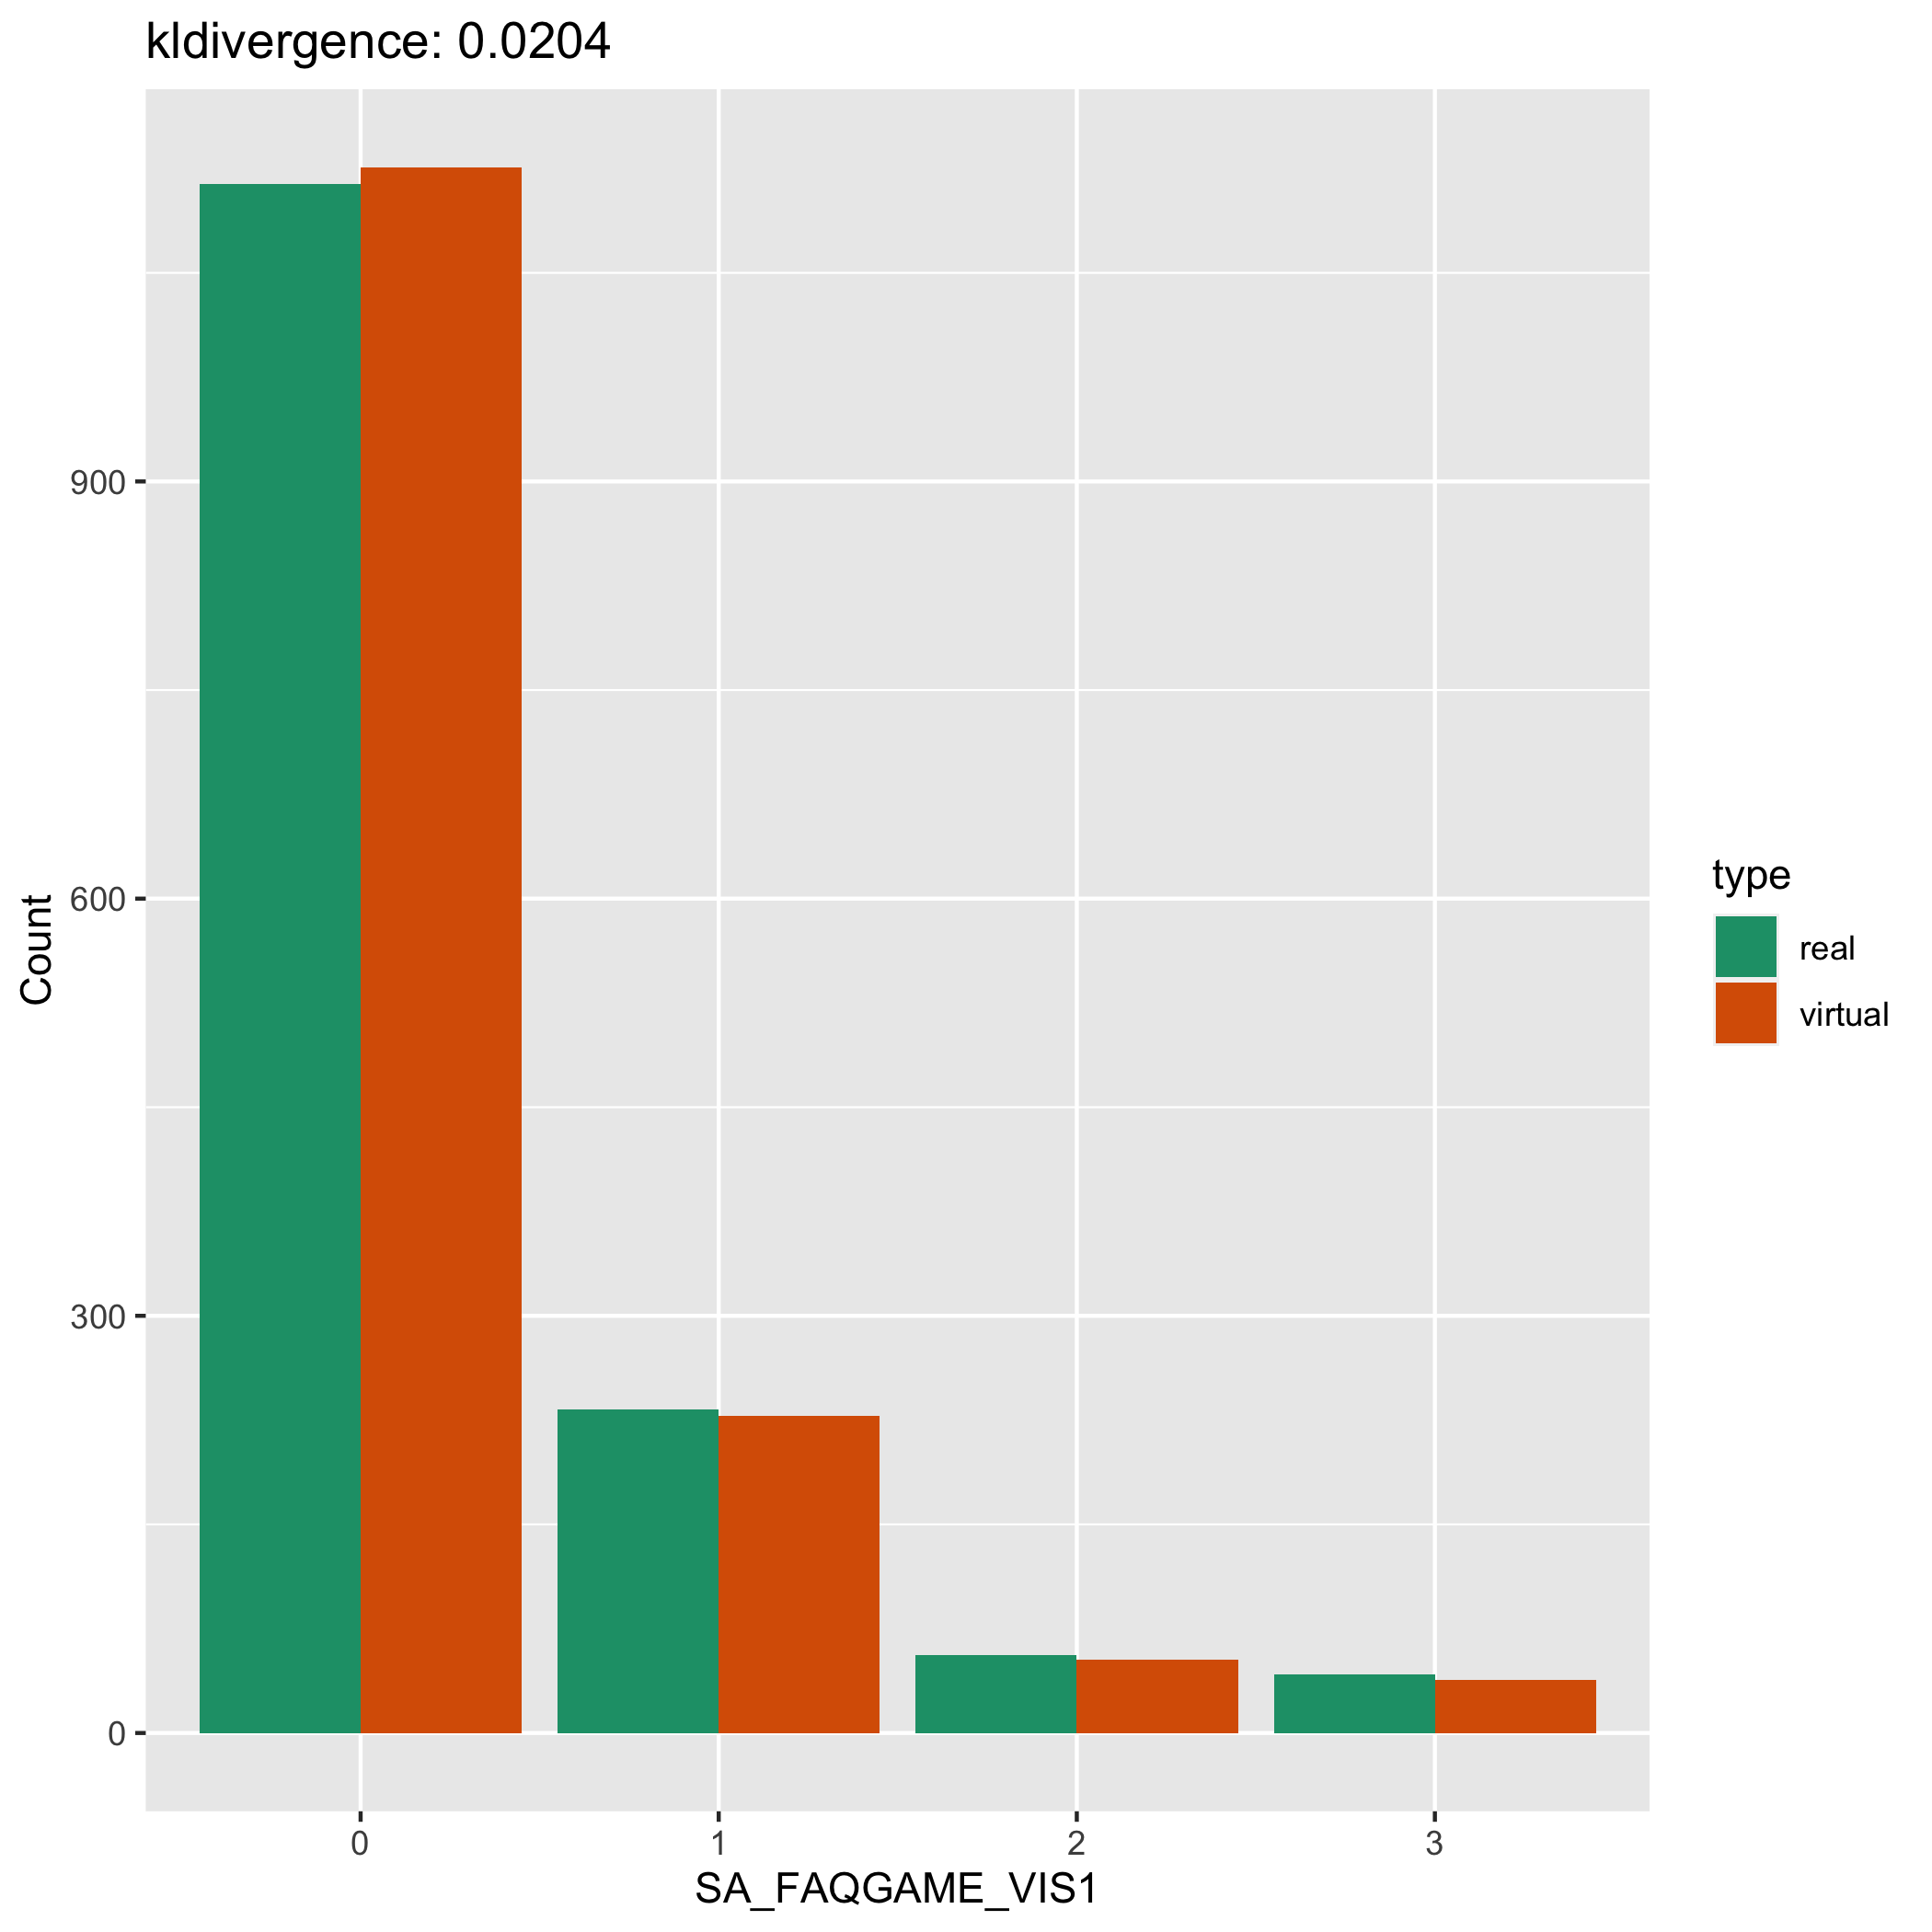 kldivergence: 0.0204
Count
900
600
300
0
0 1 2 3
SA_FAQGAME_VIS1
type
real
virtual